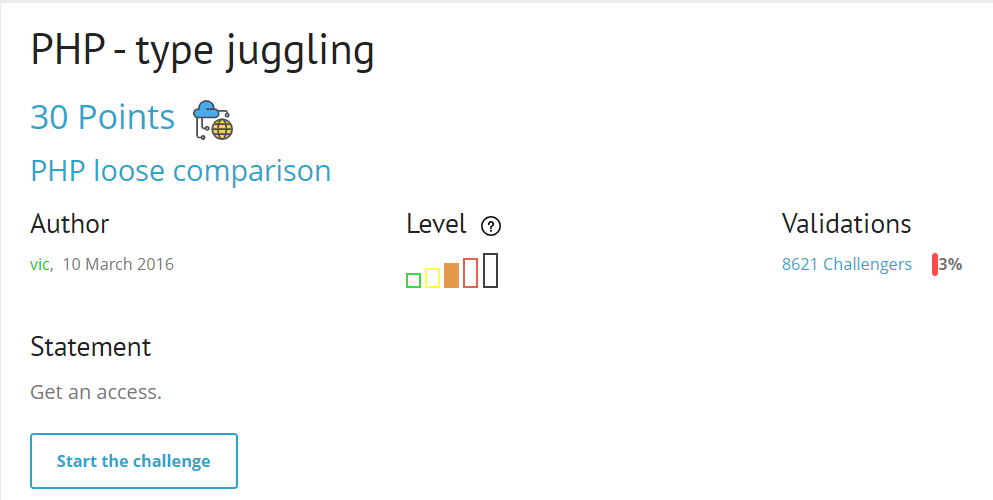 PHP - type juggling
30 Points
PHP loose comparison
Author
Level ?
Validations
vic, 10 March 2016
8621 Challengers 3%
Statement
Get an access.
Start the challenge